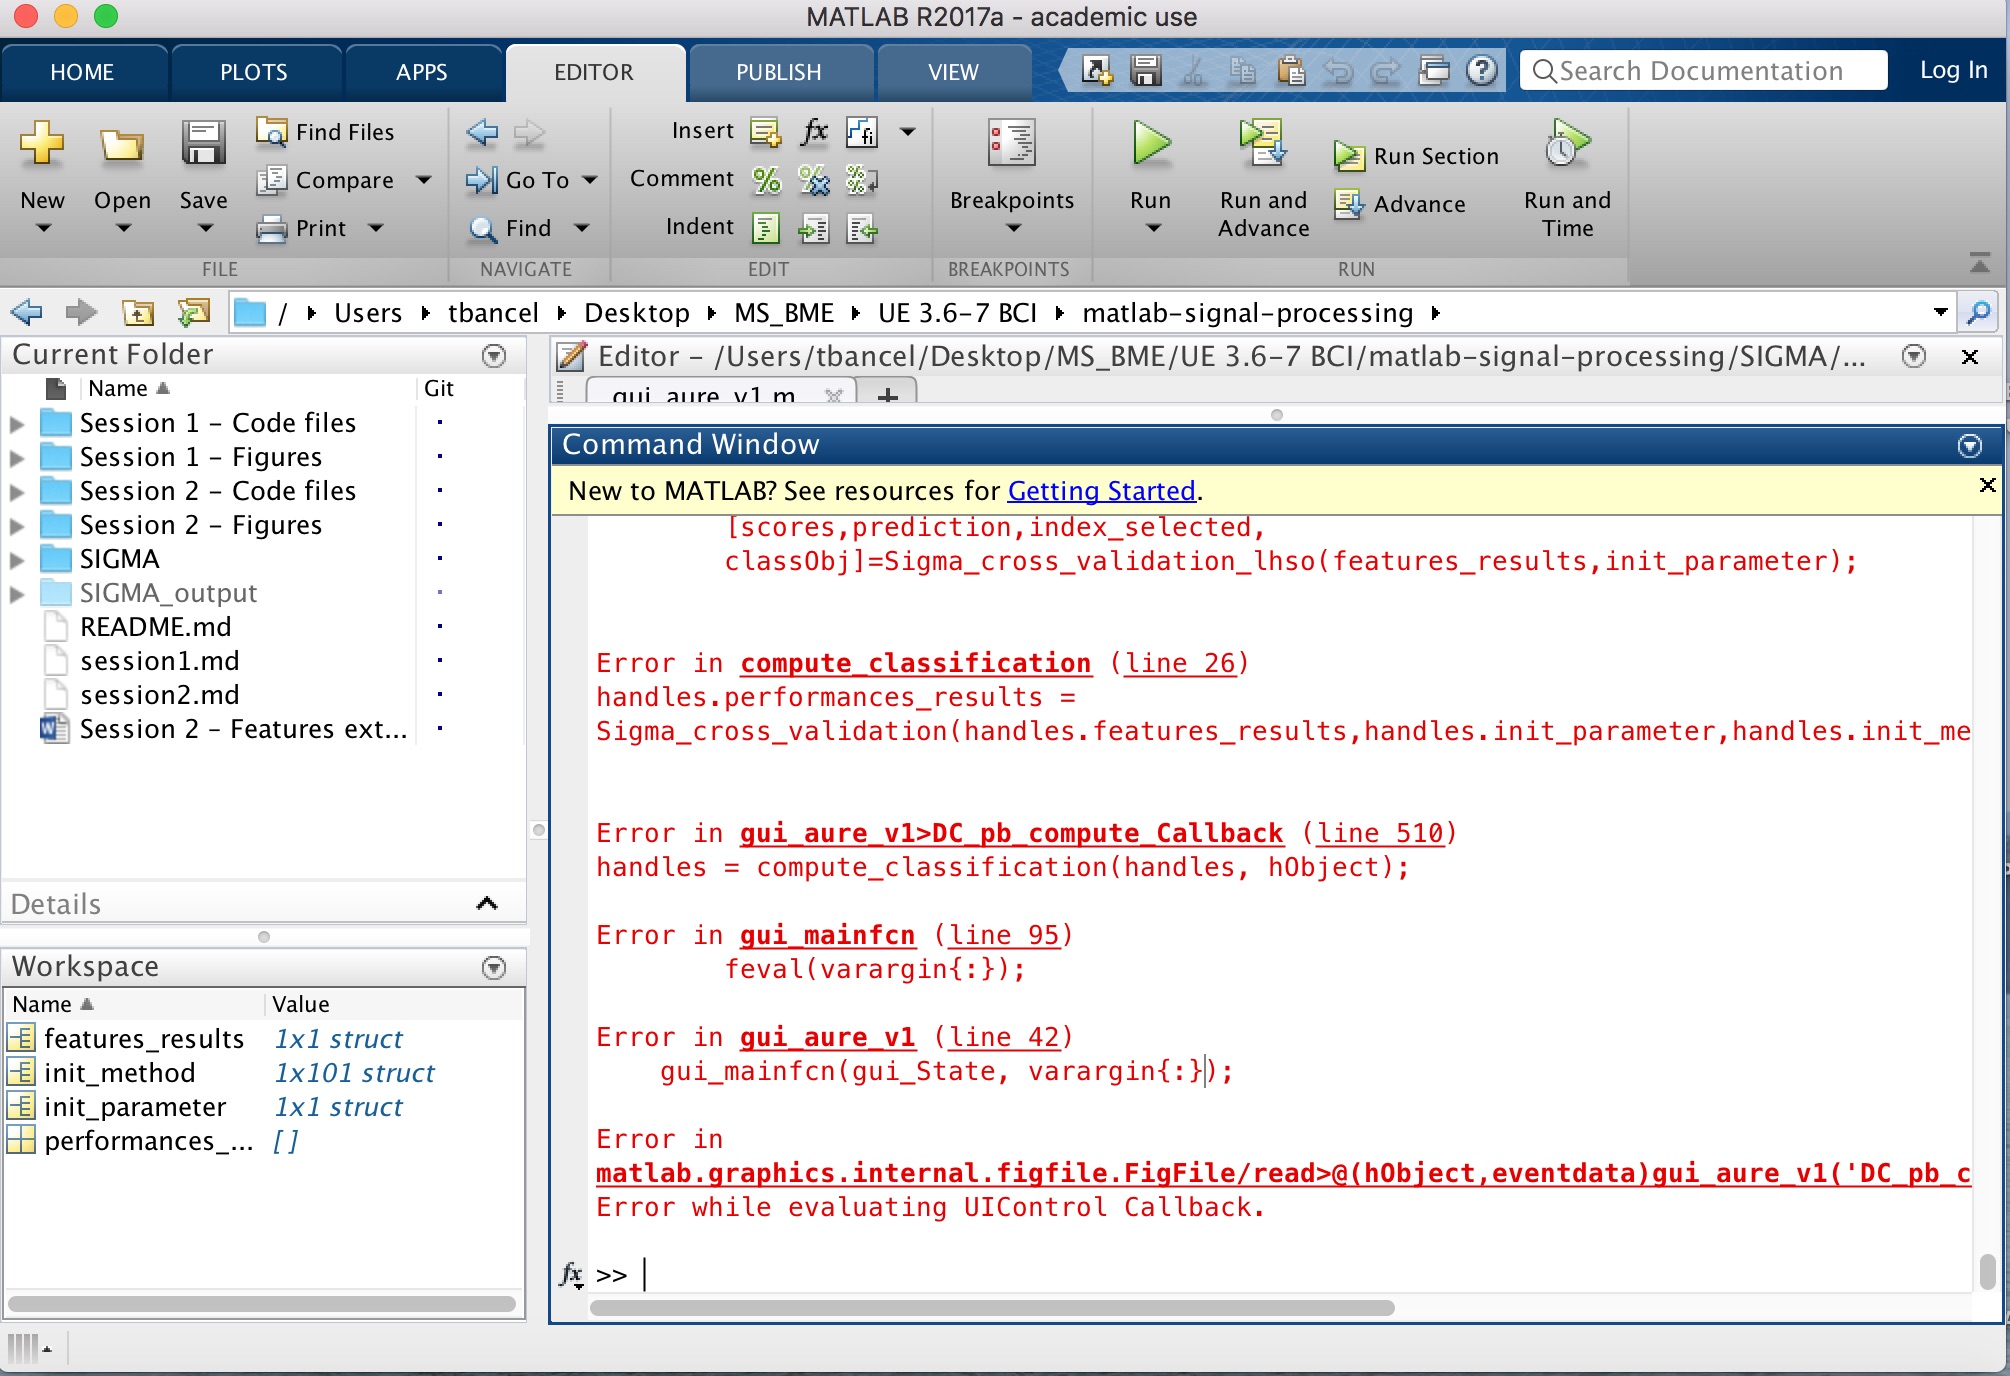 MATLAB R2017a - academic use
HOME
PLOTS
APPS
EDITOR
PUBLISH
VIEW
Search Documentation
Log In
New
Open
Save
Find Files
Compare
Print
Go To
Find
Insert
fx
fi
Comment
Indent
Breakpoints
Run
Run and
Advance
Run Section
Advance
Run and
Time
FILE
NAVIGATE
EDIT
BREAKPOINTS
RUN
/ Users tbancel Desktop MS_BME UE 3.6-7 BCI matlab-signal-processing
Current Folder
Name Git
Session 1 - Code files
Session 1 - Figures
Session 2 - Code files
Session 2 - Figures
SIGMA
SIGMA_output
README.md
session1.md
session2.md
Session 2 - Features ext...
Details
Workspace
Name Value
features_results 1x1 struct
init_method 1x101 struct
init_parameter 1x1 struct
performances_... []
Editor - /Users/tbancel/Desktop/MS_BME/UE 3.6-7 BCI/matlab-signal-processing/SIGMA/...
gui_aure_v1.m
Command Window
New to MATLAB? See resources for Getting Started.
[scores,prediction,index_selected,
classObj]=Sigma_cross_validation_lhso(features_results,init_parameter);
Error in compute_classification (line 26)
handles.performances_results =
Sigma_cross_validation(handles.features_results,handles.init_parameter,handles.init_me
Error in gui_aure_v1>DC_pb_compute_Callback (line 510)
handles = compute_classification(handles, hObject);
Error in gui_mainfcn (line 95)
feval(varargin{:});
Error in gui_aure_v1 (line 42)
gui_mainfcn(gui_State, varargin{:});
Error in
matlab.graphics.internal.figfile.FigFile/read>@(hObject,eventdata)gui_aure_v1('DC_pb_c
Error while evaluating UIControl Callback.
fx >>